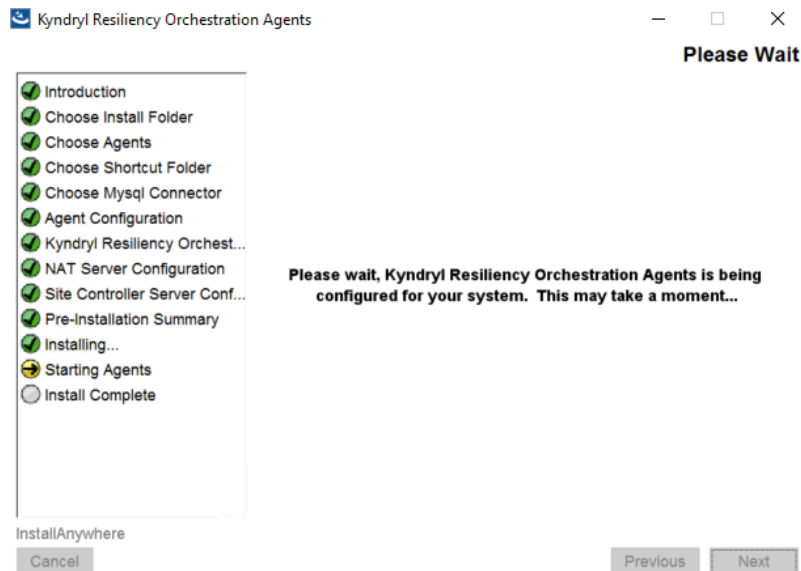 Kyndryl Resiliency Orchestration Agents
Please Wait
Introduction
Choose Install Folder
Choose Agents
Choose Shortcut Folder
Choose Mysql Connector
Agent Configuration
Kyndryl Resiliency Orchest...
NAT Server Configuration
Site Controller Server Conf...
Pre-Installation Summary
Installing...
Starting Agents
Install Complete
Please wait, Kyndryl Resiliency Orchestration Agents is being
configured for your system. This may take a moment...
InstallAnywhere
Cancel
Previous
Next